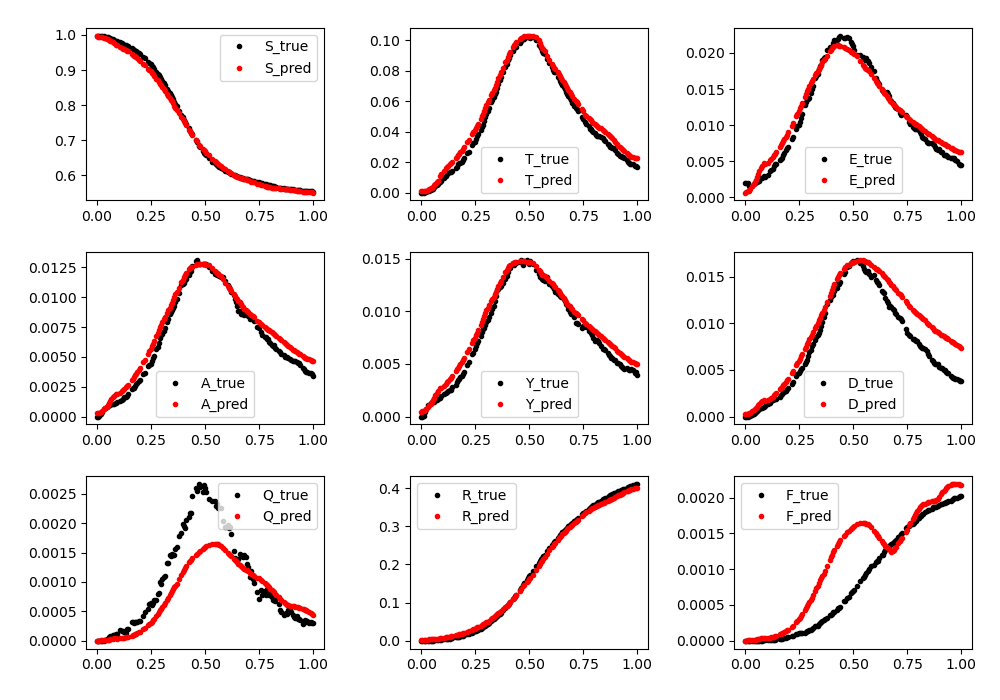 1.0
0.9
0.8
0.7
0.6
0.00 0.25 0.50 0.75 1.00
S_true
S_pred
0.10
0.08
0.06
0.04
0.02
0.00
0.00 0.25 0.50 0.75 1.00
T_true
T_pred
0.020
0.015
0.010
0.005
0.000
0.00 0.25 0.50 0.75 1.00
E_true
E_pred
0.0125
0.0100
0.0075
0.0050
0.0025
0.0000
0.00 0.25 0.50 0.75 1.00
A_true
A_pred
0.015
0.010
0.005
0.000
0.00 0.25 0.50 0.75 1.00
Y_true
Y_pred
0.015
0.010
0.005
0.000
0.00 0.25 0.50 0.75 1.00
D_true
D_pred
0.0025
0.0020
0.0015
0.0010
0.0005
0.0000
0.00 0.25 0.50 0.75 1.00
Q_true
Q_pred
0.4
0.3
0.2
0.1
0.0
0.00 0.25 0.50 0.75 1.00
R_true
R_pred
0.0020
0.0015
0.0010
0.0005
0.0000
0.00 0.25 0.50 0.75 1.00
F_true
F_pred